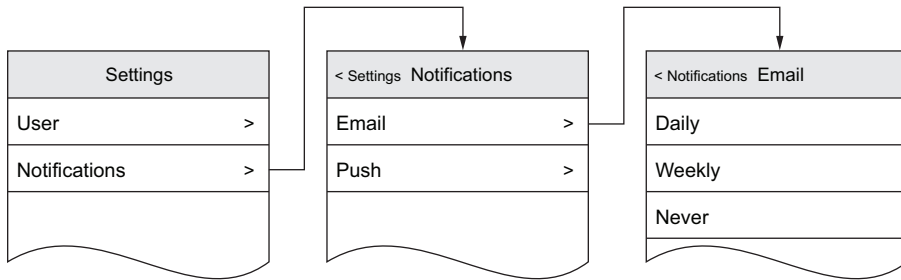 Settings
User >
Notifications >
< Settings Notifications
Email >
Push >
< Notifications Email
Daily
Weekly
Never